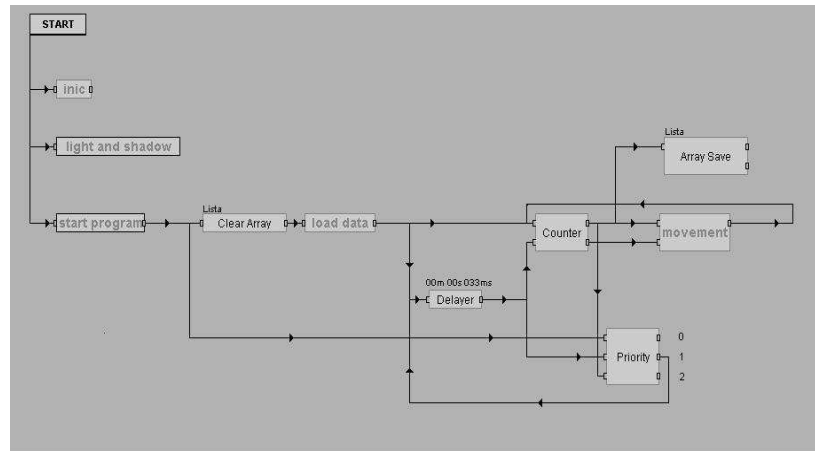 START
inic
light and shadow
Lista
Array Save
start program
Lista
Clear Array
load data
Counter
movement
00m 00s 033ms
Delayer
Priority
0
1
2